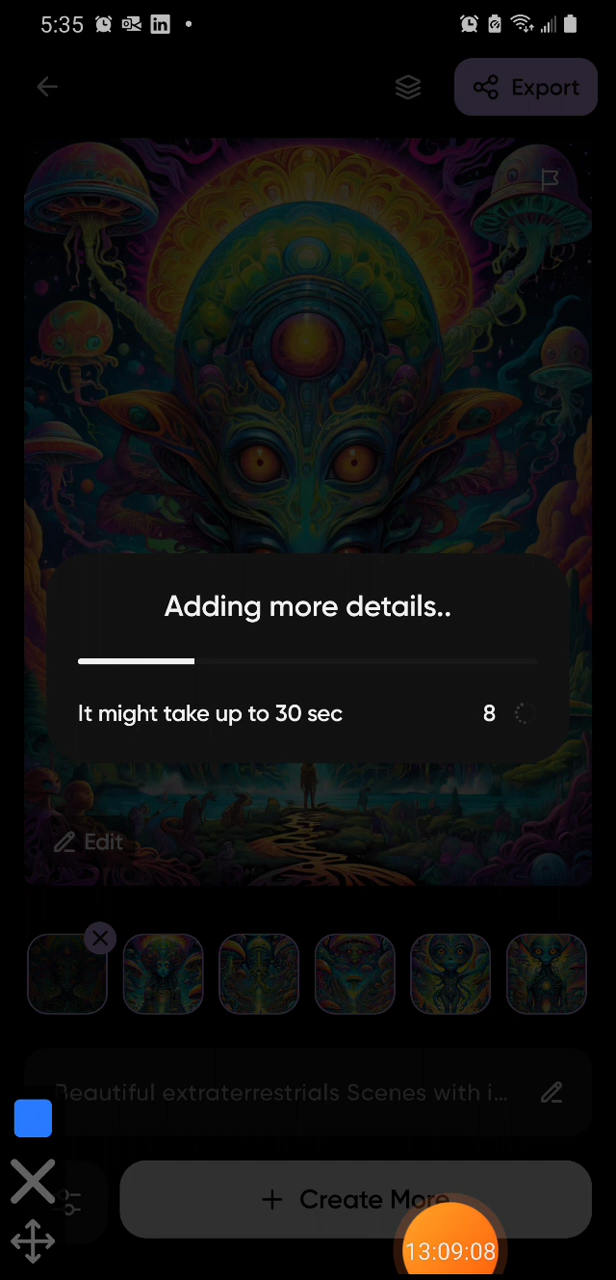 5:35
Export
Adding more details..
It might take up to 30 sec
8
Edit
Beautiful extraterrestrials Scenes with i...
+ Create More
13:09:08